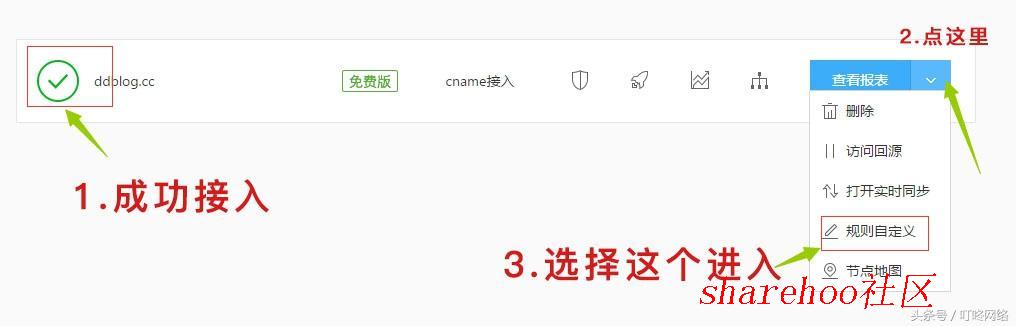 2.点这里
ddblog.cc 免费版 cname接入 查看报表
删除
访问回源
1.成功接入
打开实时同步
规则自定义
3.选择这个进入
节点地图
sharehoo社区
头条号 / 叮咚网络